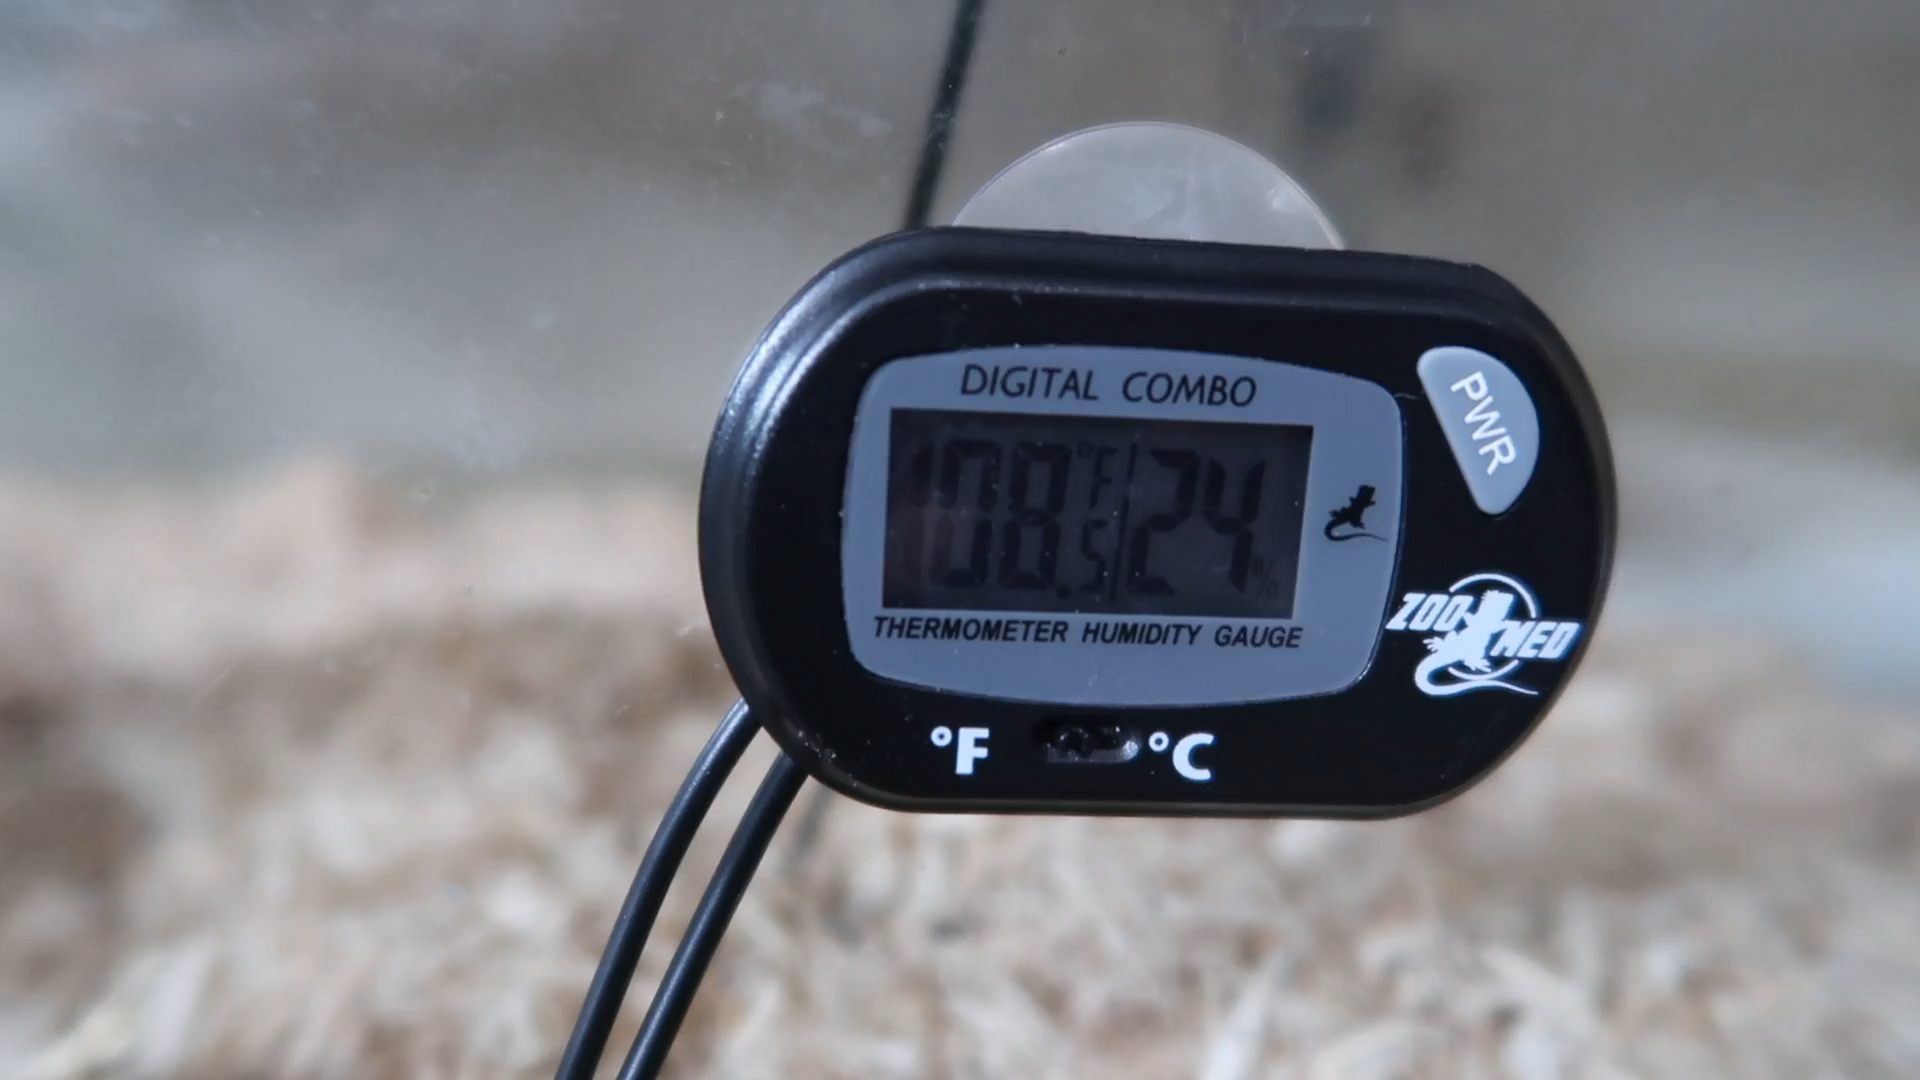 DIGITAL COMBO
108.5 °F 24 %
THERMOMETER HUMIDITY GAUGE
PWR
ZOO MED
°F °C